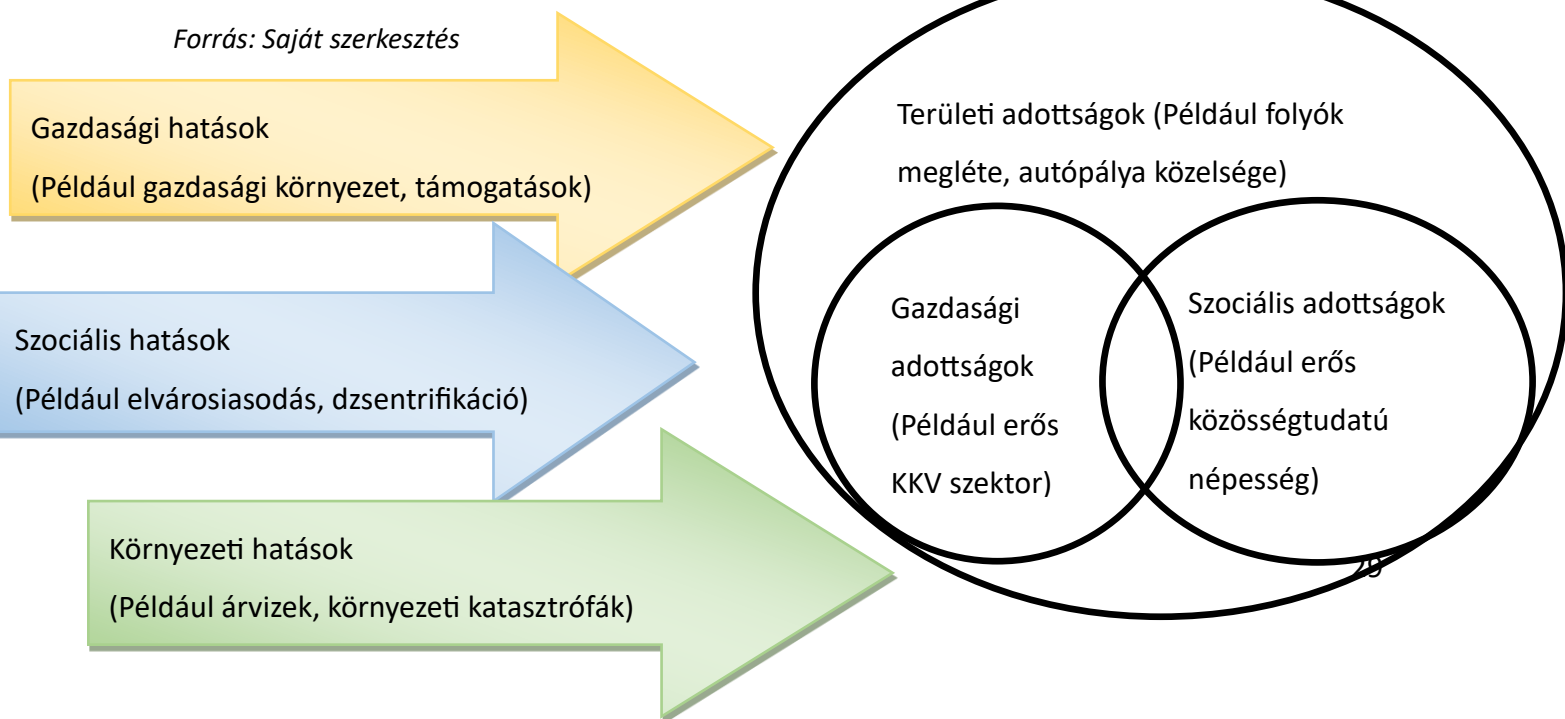 Forrás: Saját szerkesztés
Gazdasági hatások
(Például gazdasági környezet, támogatások)
Szociális hatások
(Például elvárosiasodás, dzsentrifikáció)
Környezeti hatások
(Például árvizek, környezeti katasztrófák)
Területi adottságok (Például folyók
megléte, autópálya közelsége)
Gazdasági
adottságok
(Például erős
KKV szektor)
Szociális adottságok
(Például erős
közösségtudatú
népesség)
29